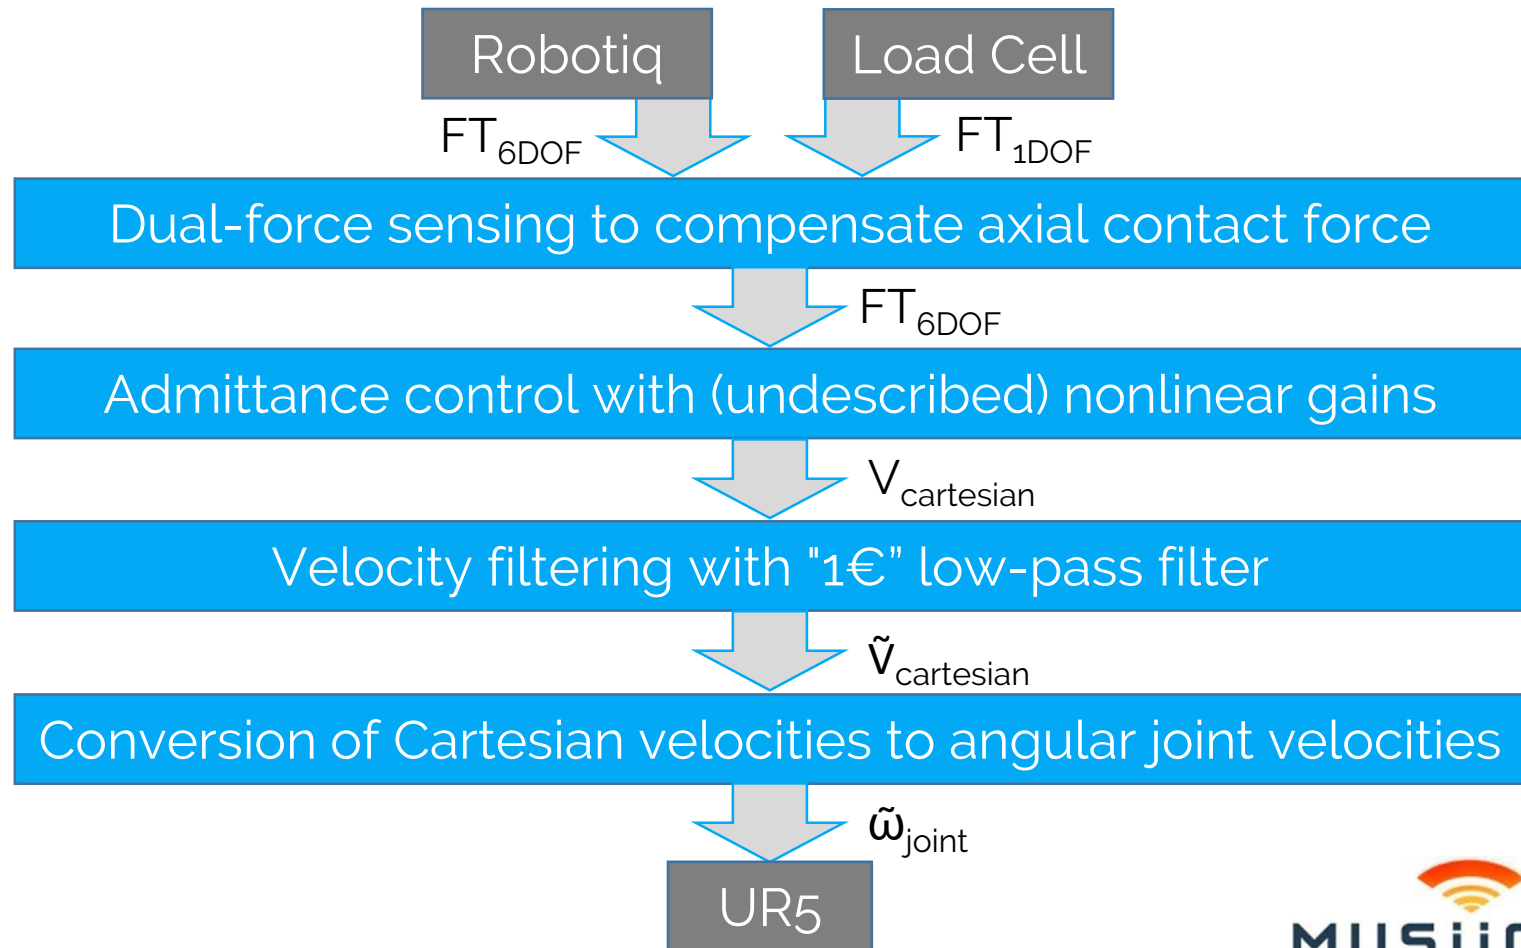 Robotiq
Load Cell
FT6DOF
FT1DOF
Dual-force sensing to compensate axial contact force
FT6DOF
Admittance control with (undescribed) nonlinear gains
Vcartesian
Velocity filtering with "1€” low-pass filter
ṽcartesian
Conversion of Cartesian velocities to angular joint velocities
ω̃joint
UR5